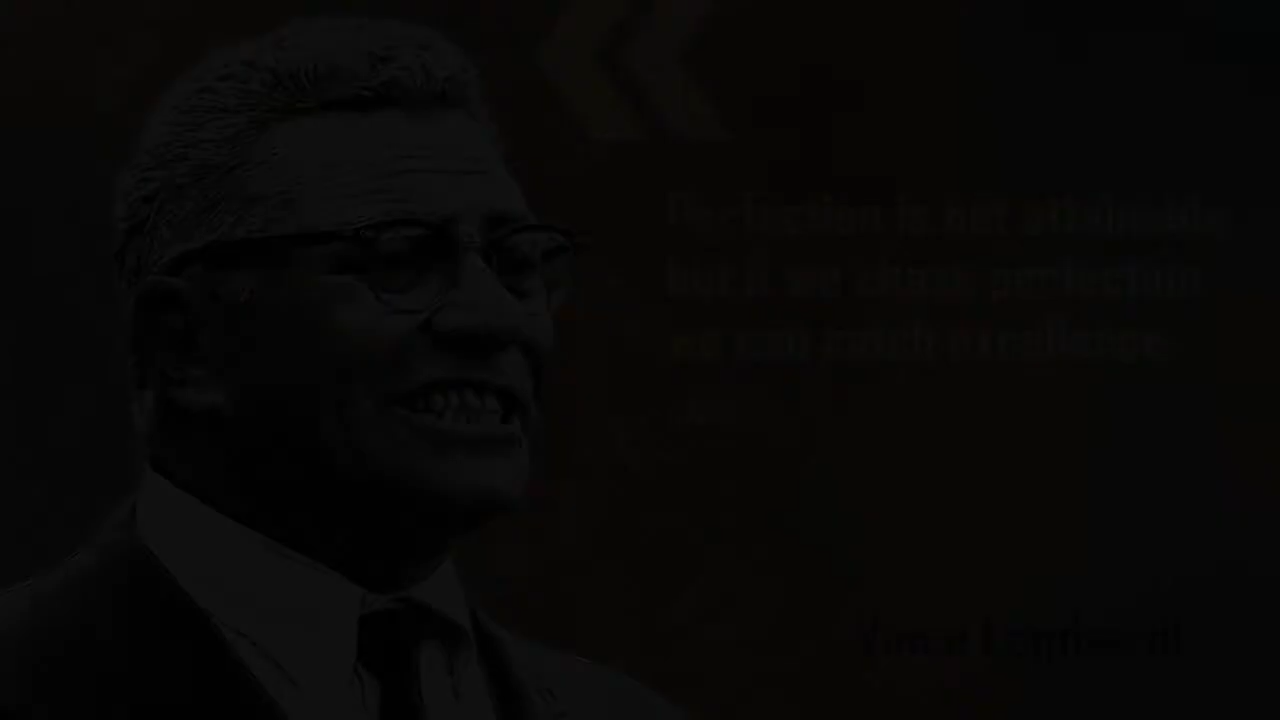 Perfection is not attainable,
but if we chase perfection
we can catch excellence
Vince Lombardi